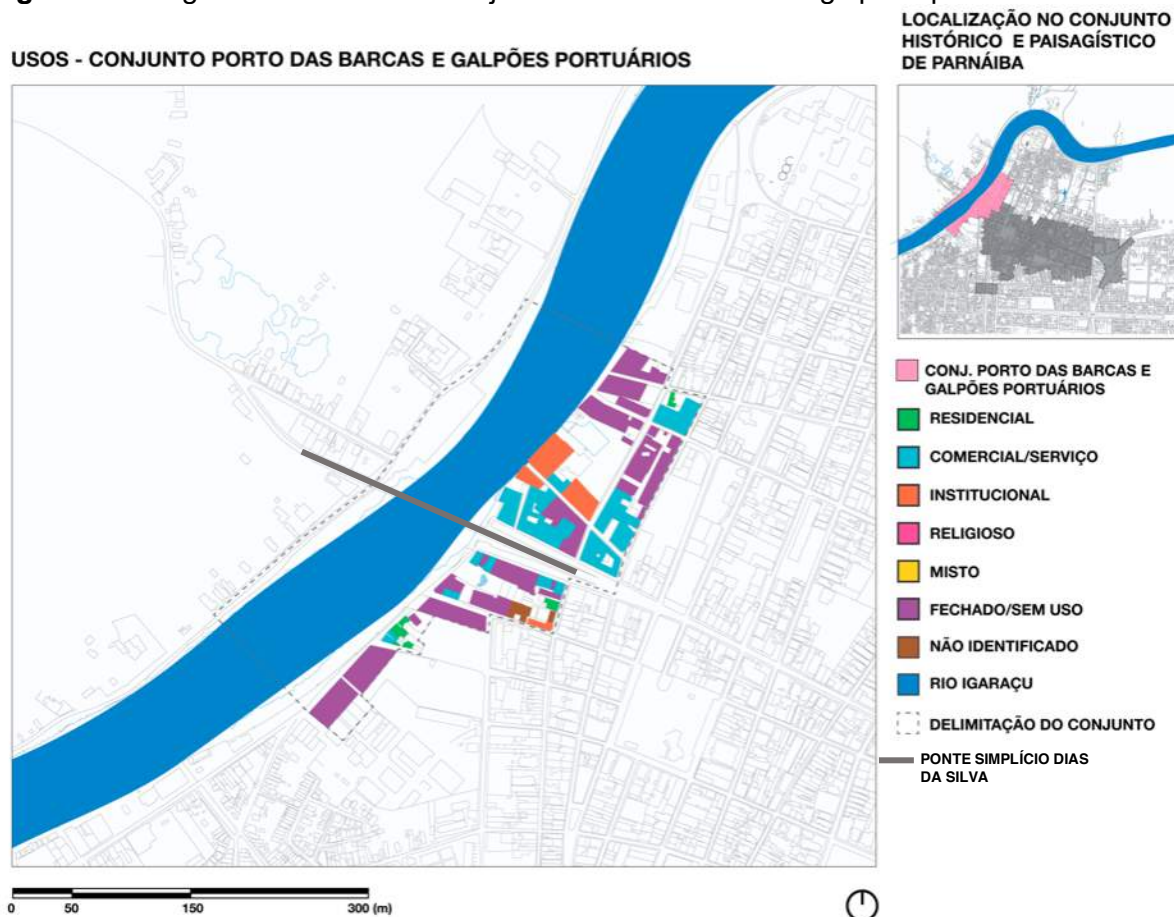 USOS - CONJUNTO PORTO DAS BARCAS E GALPÕES PORTUÁRIOS
LOCALIZAÇÃO NO CONJUNTO
HISTÓRICO E PAISAGÍSTICO
DE PARNÁIBA
CONJ. PORTO DAS BARCAS E
GALPÕES PORTUÁRIOS
RESIDENCIAL
COMERCIAL/SERVIÇO
INSTITUCIONAL
RELIGIOSO
MISTO
FECHADO/SEM USO
NÃO IDENTIFICADO
RIO IGARAÇU
DELIMITAÇÃO DO CONJUNTO
PONTE SIMPLÍCIO DIAS
DA SILVA
0 50 150 300 (m)